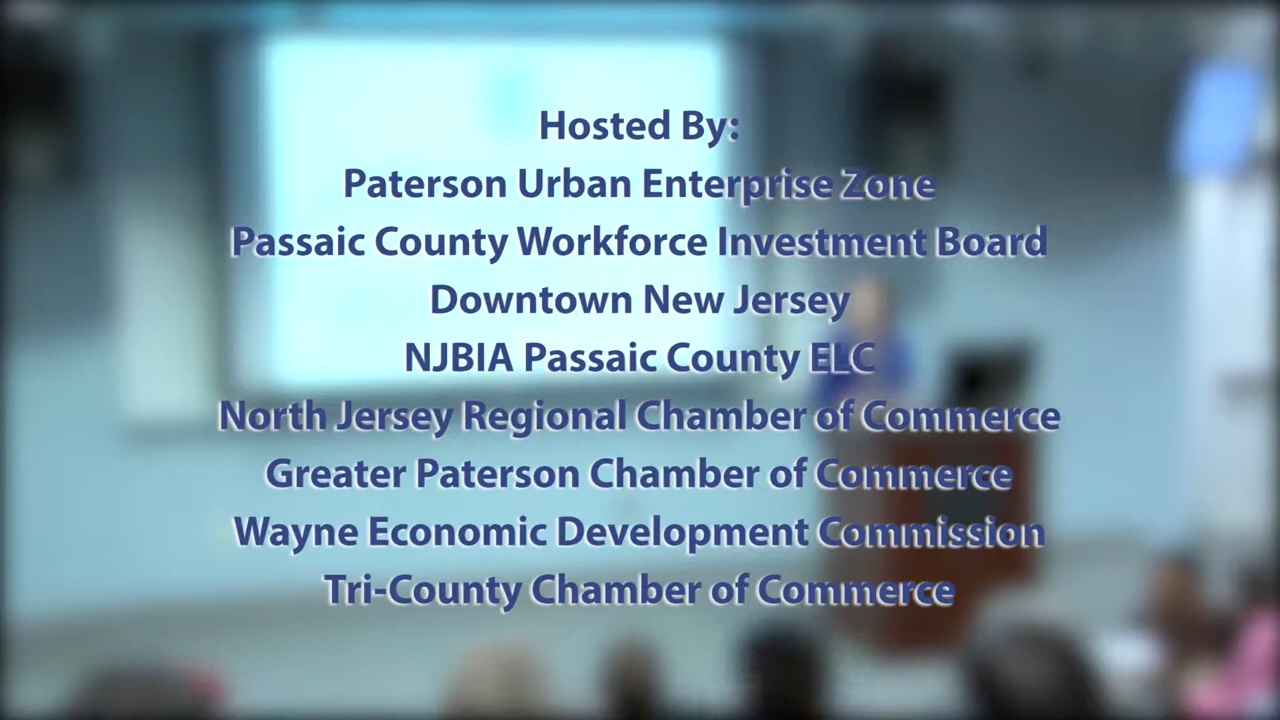 Hosted By:
Paterson Urban Enterprise Zone
Passaic County Workforce Investment Board
Downtown New Jersey
NJBIA Passaic County ELC
North Jersey Regional Chamber of Commerce
Greater Paterson Chamber of Commerce
Wayne Economic Development Commission
Tri-County Chamber of Commerce